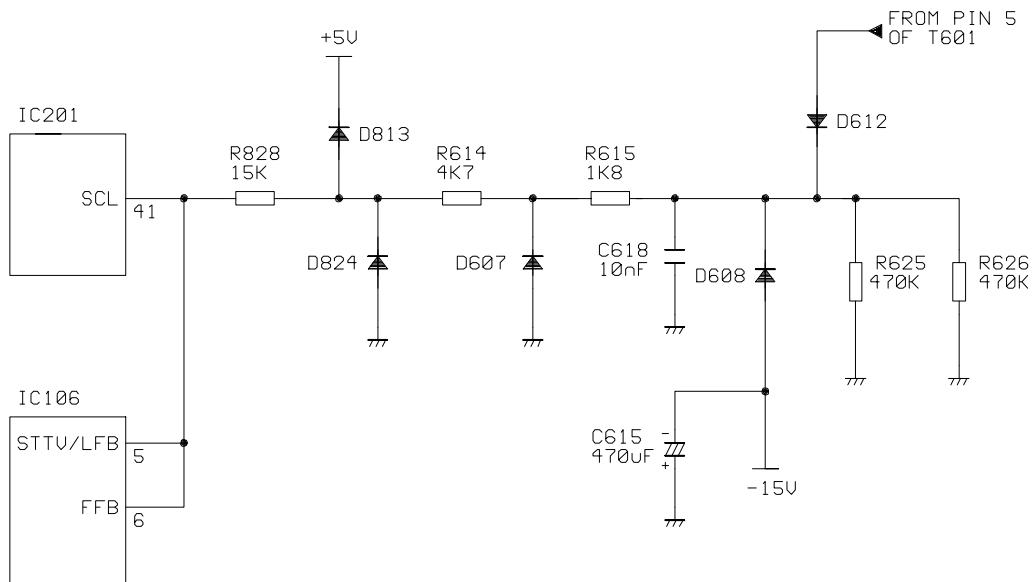 FROM PIN 5
OF T601
+5V
IC201
D813
D612
R828
15K
R614
4K7
R615
1K8
SCL
41
D824
D607
C618
10nF
D608
R625
470K
R626
470K
IC106
STTV/LFB
5
FFB
6
C615
470uF
-
+
-15V